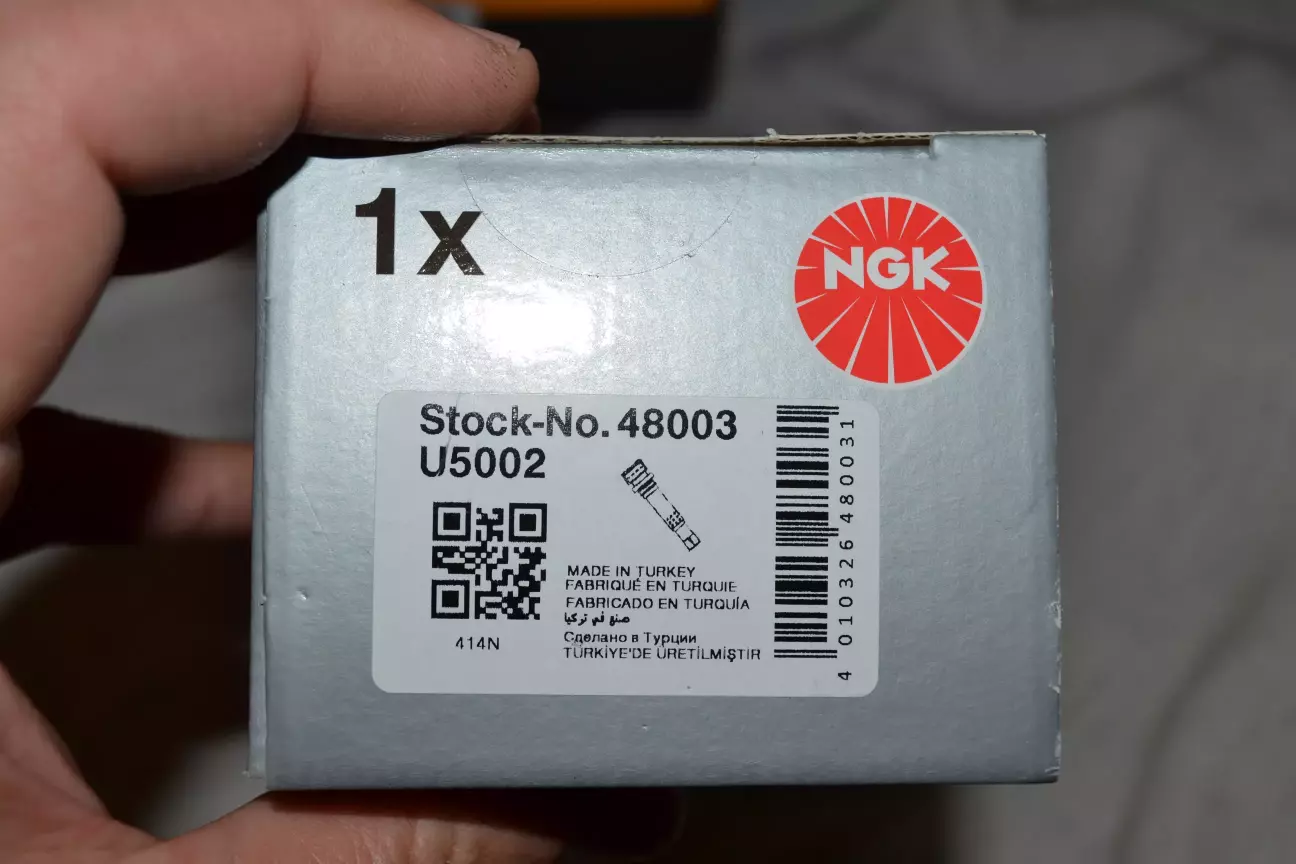 1x
NGK
Stock-No. 48003
U5002
MADE IN TURKEY
FABRIQUÉ EN TURQUIE
FABRICADO EN TURQUÍA
صنع في تركيا
Сделано в Турции
TÜRKİYE'DE ÜRETİLMİŞTİR
414N
4 010326 480031